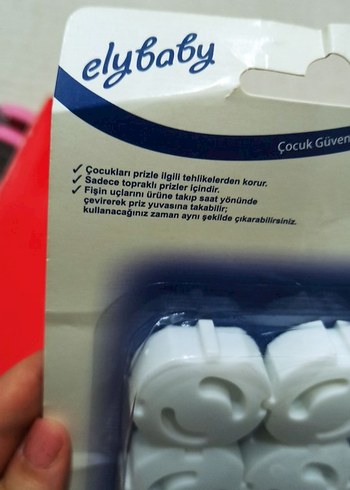 elybaby
Çocuk Güven
✓ Çocukları prizle ilgili tehlikelerden korur.
✓ Sadece topraklı prizler içindir.
✓ Fişin uçlarını ürüne takıp saat yönünde
çevirerek priz yuvasına takabilir;
kullanacağınız zaman aynı şekilde çıkarabilirsiniz.